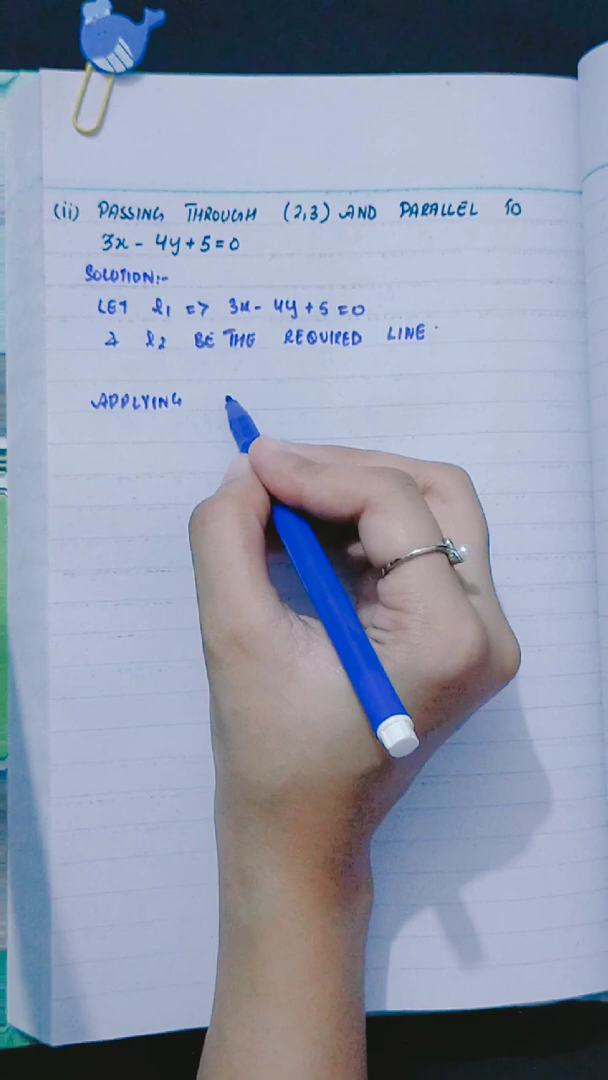 (ii) PASSING THROUGH (2,3) AND PARALLEL TO
3x - 4y + 5 = 0
SOLUTION:-
LET l1 => 3x - 4y + 5 = 0
& l2 BE THE REQUIRED LINE.
APPLYING